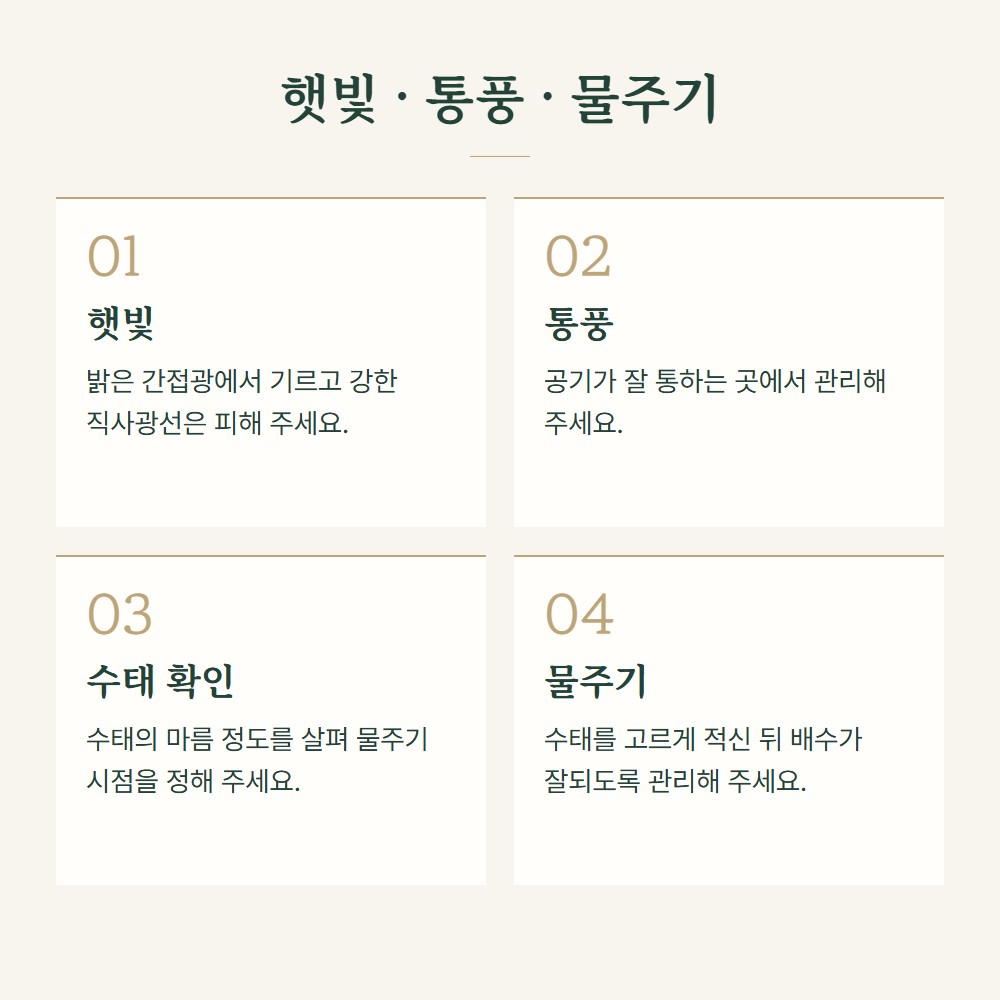 햇빛 · 통풍 · 물주기
01
햇빛
밝은 간접광에서 기르고 강한
직사광선은 피해 주세요.
02
통풍
공기가 잘 통하는 곳에서 관리해
주세요.
03
수태 확인
수태의 마름 정도를 살펴 물주기
시점을 정해 주세요.
04
물주기
수태를 고르게 적신 뒤 배수가
잘되도록 관리해 주세요.